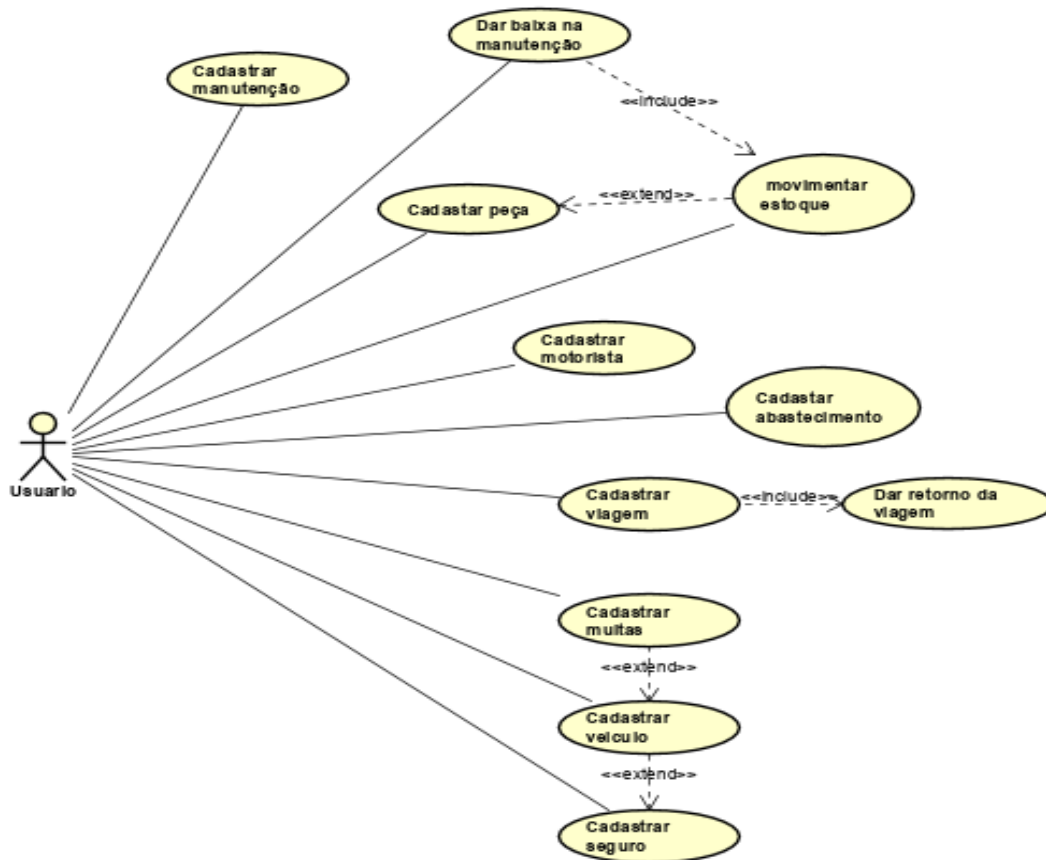 Dar baixa na
manutenção
Cadastrar
manutenção
<<include>>
movimentar
estoque
<<extend>>
Cadastar peça
Cadastrar
motorista
Cadastar
abastecimento
Usuario
Cadastrar
viagem
<<include>>
Dar retorno da
viagem
Cadastrar
multas
<<extend>>
Cadastrar
veiculo
<<extend>>
Cadastrar
seguro